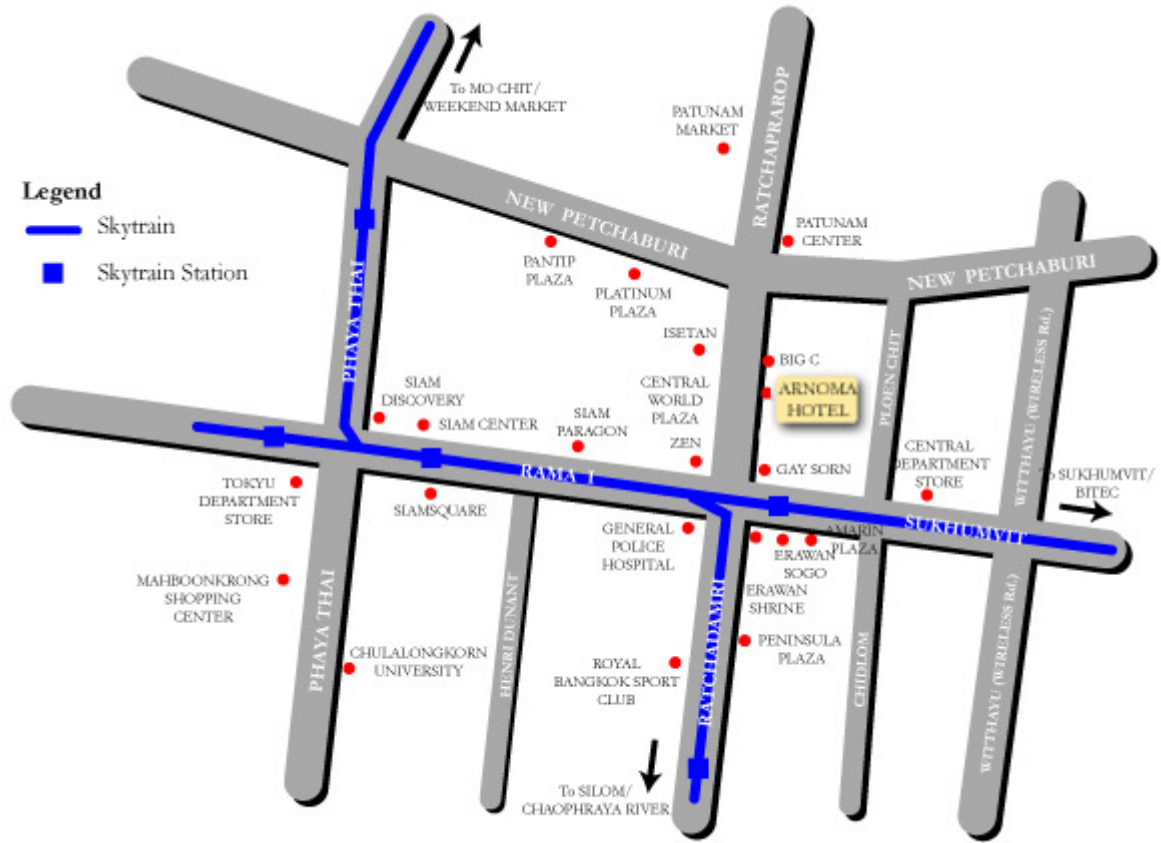 To MO CHIT/
WEEKEND MARKET
PATUNAM
MARKET
RATCHAPRAROP
Legend
Skytrain
Skytrain Station
NEW PETCHABURI
PATUNAM
CENTER
PANTIP
PLAZA
PLATINUM
PLAZA
NEW PETCHABURI
PHAYA THAI
ISETAN
BIG C
CENTRAL
WORLD
PLAZA
ARNOMA
HOTEL
PLOEN CHIT
WITTHAYU (WIRELESS Rd.)
SIAM
DISCOVERY
SIAM CENTER
SIAM
PARAGON
ZEN
GAY SORN
CENTRAL
DEPARTMENT
STORE
To SUKHUMVIT/
BITEC
RAMA I
TOKYU
DEPARTMENT
STORE
SIAMSQUARE
GENERAL
POLICE
HOSPITAL
SUKHUMVIT
AMARIN
PLAZA
ERAWAN
SOGO
ERAWAN
SHRINE
MAHBOONKRONG
SHOPPING
CENTER
PHAYA THAI
CHULALONGKORN
UNIVERSITY
HENRI DUNANT
ROYAL
BANGKOK SPORT
CLUB
RATCHADAMRI
PENINSULA
PLAZA
CHIDLOM
WITTHAYU (WIRELESS Rd.)
To SILOM/
CHAOPHRAYA RIVER